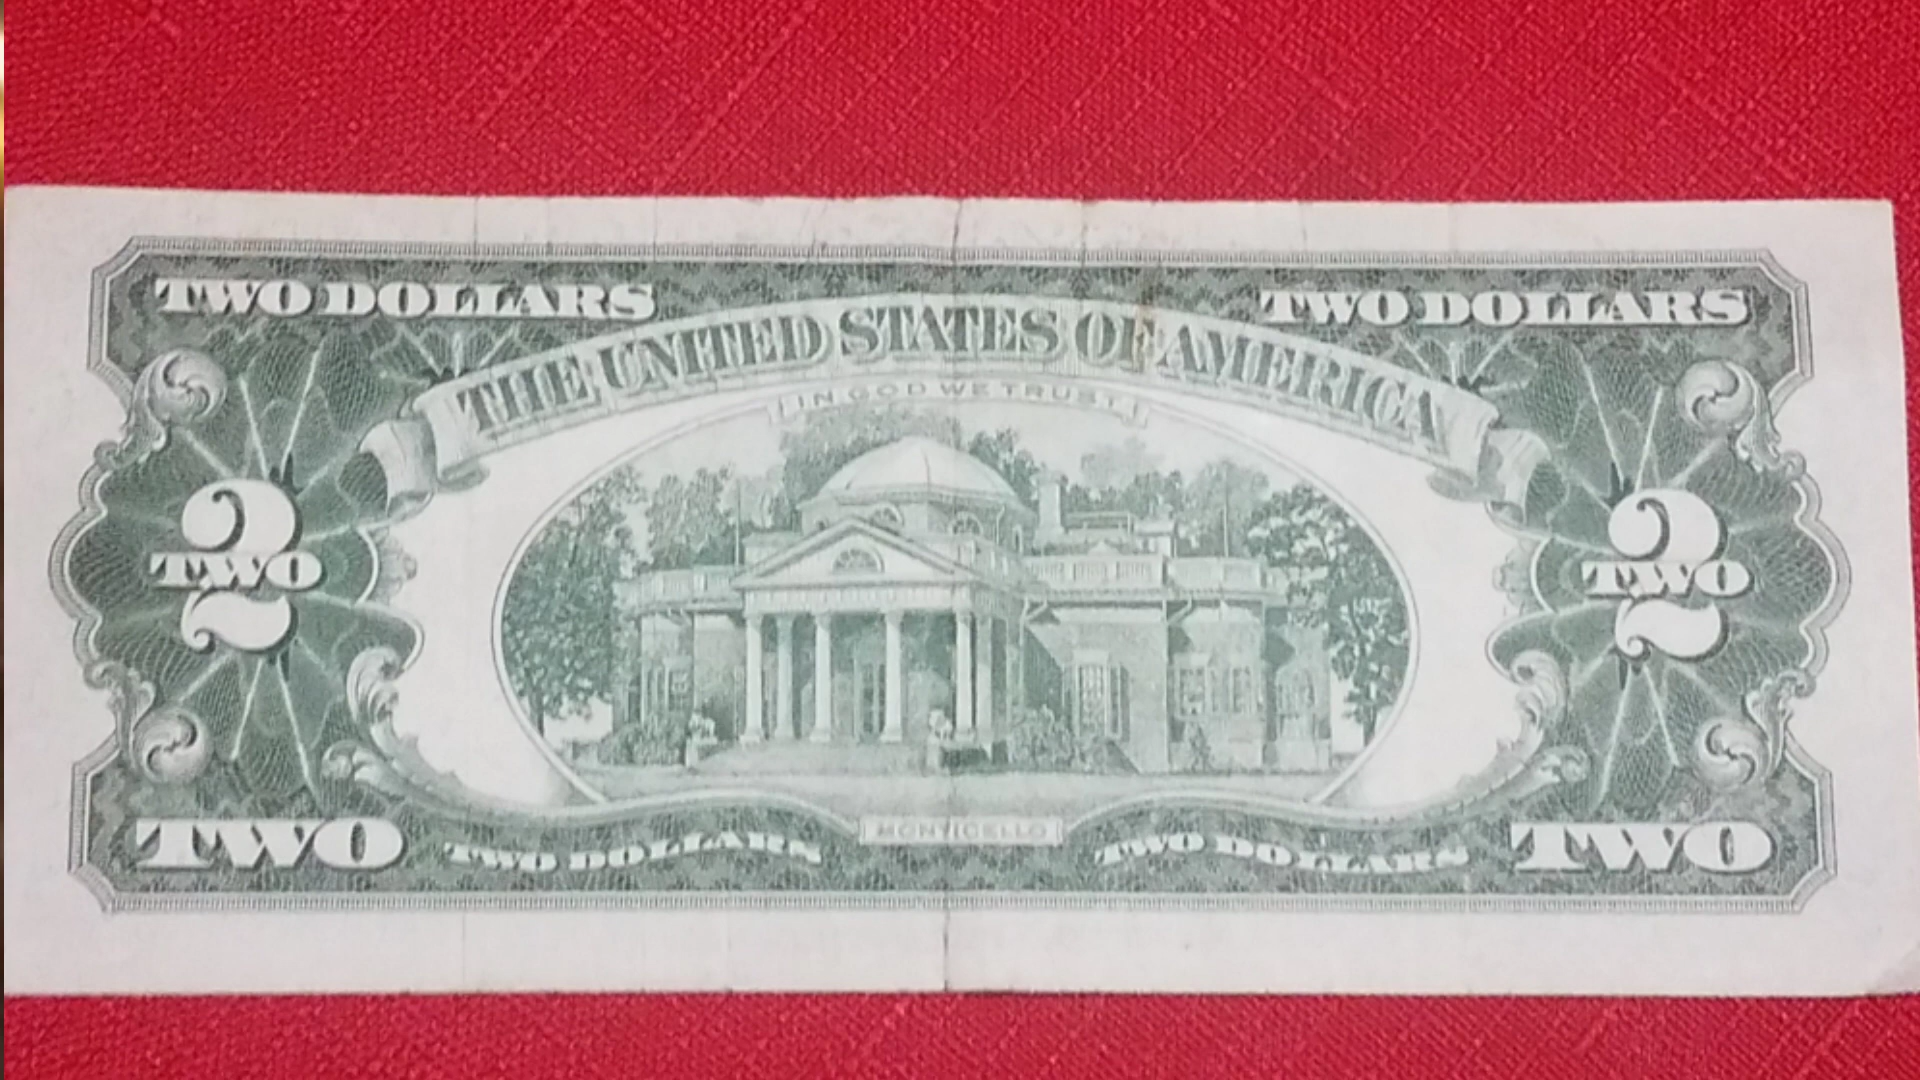 TWO DOLLARS TWO DOLLARS
THE UNITED STATES OF AMERICA
IN GOD WE TRUST
2 2
TWO TWO
MONTICELLO
TWO TWO DOLLARS TWO DOLLARS TWO